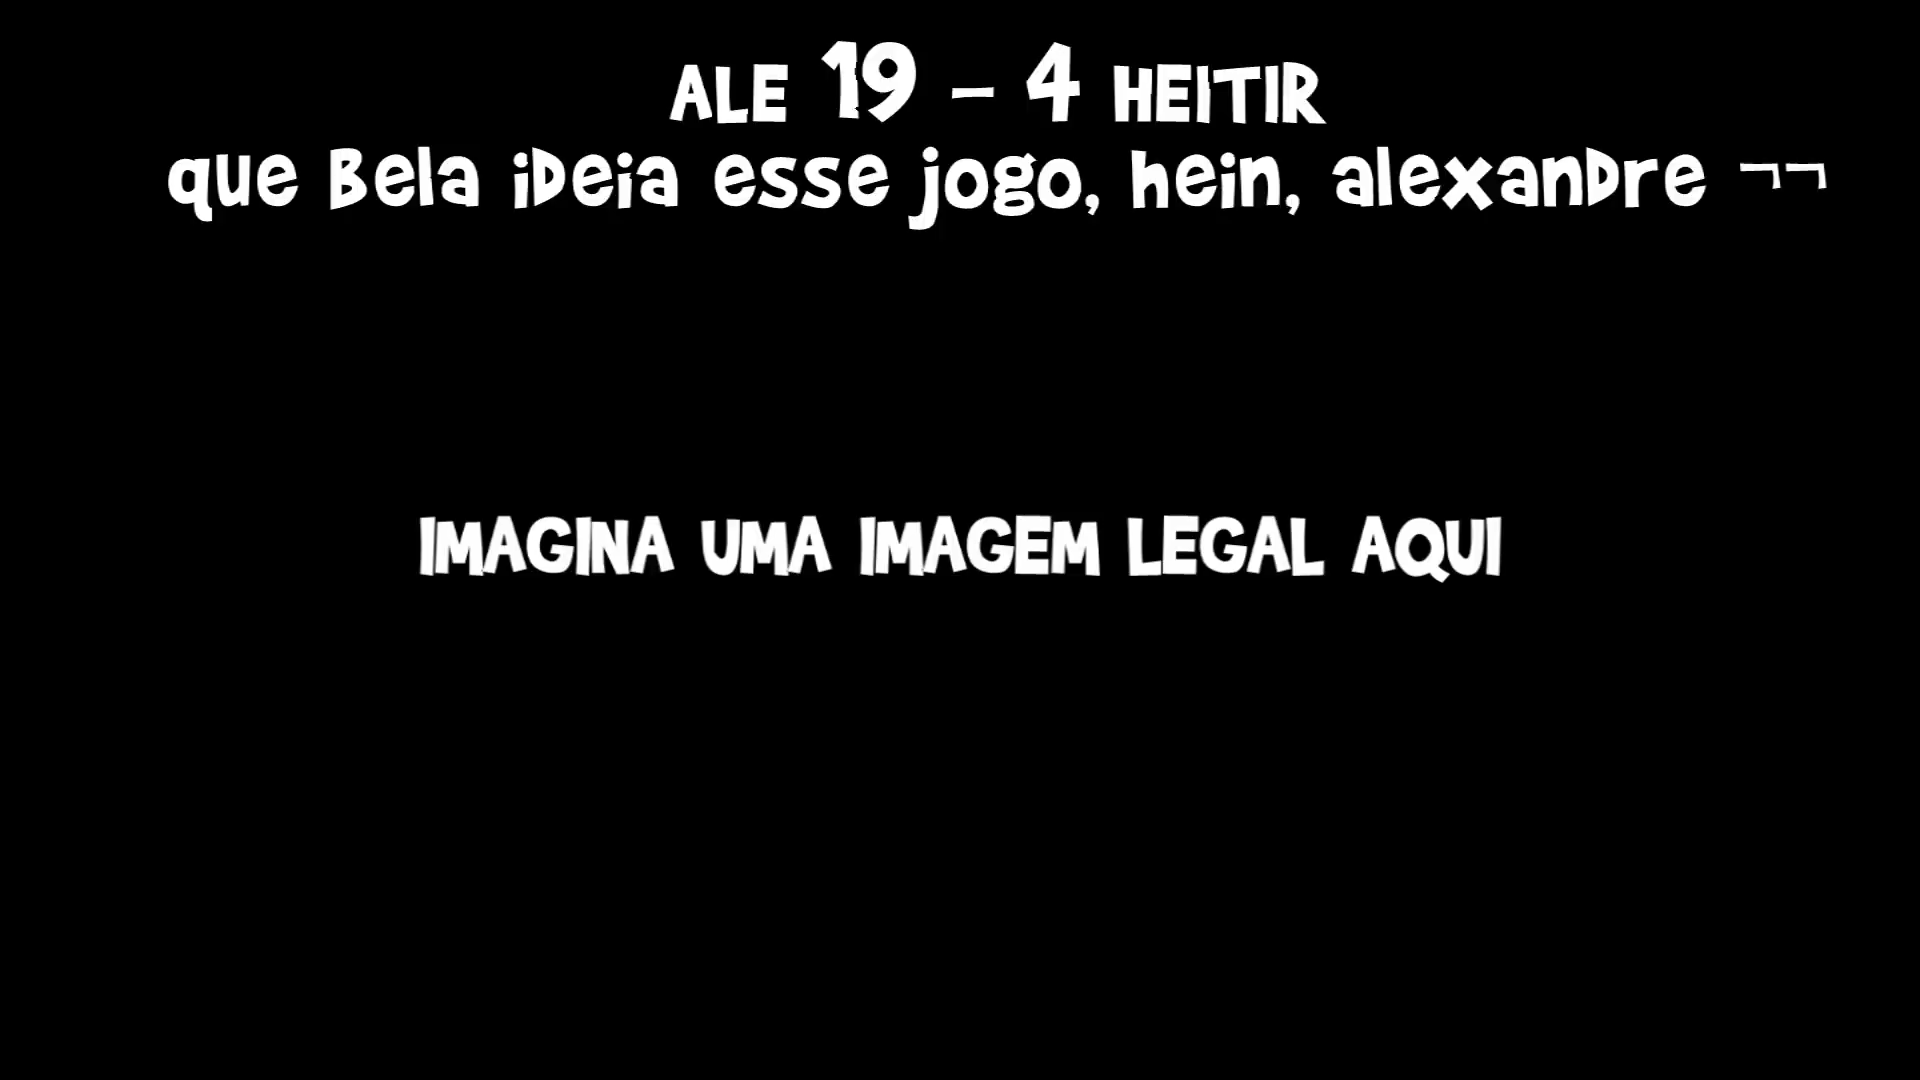 ALE 19 - 4 HEITIR
que Bela iDeia esse jogo, hein, alexanDre ¬¬
IMAGINA UMA IMAGEM LEGAL AQUI